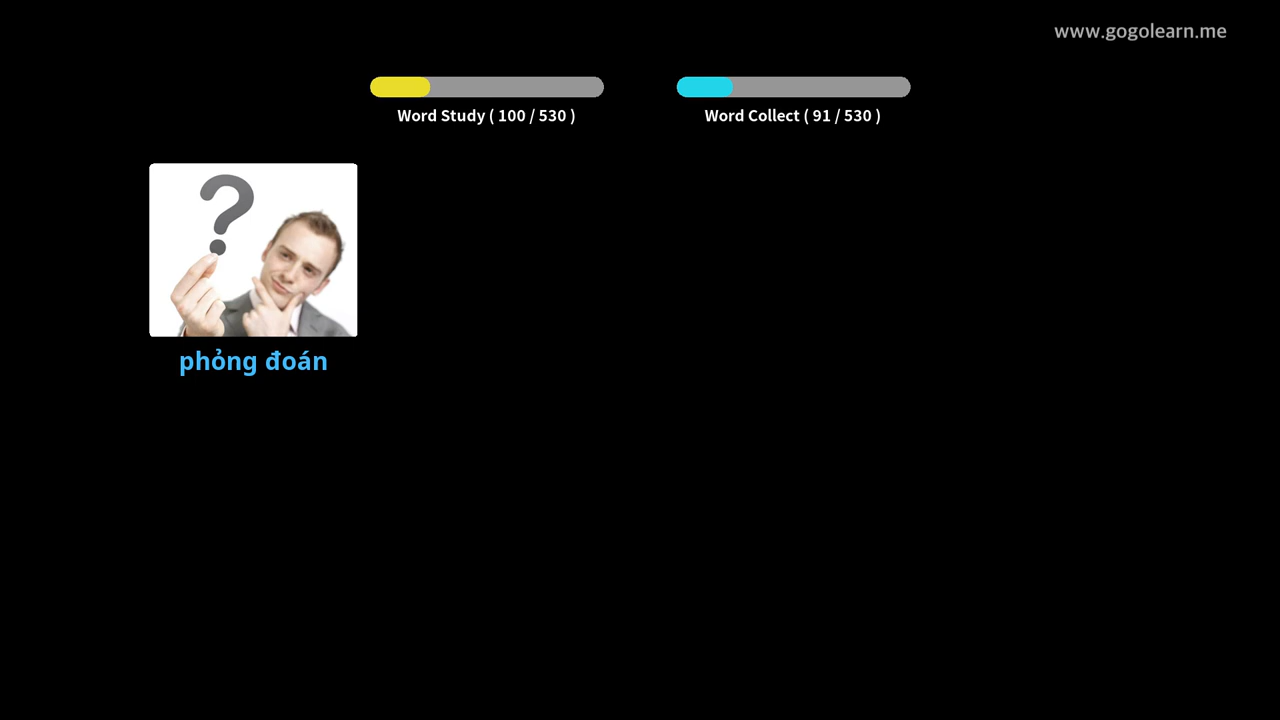 www.gogolearn.me
Word Study ( 100 / 530 )
Word Collect ( 91 / 530 )
?
phỏng đoán